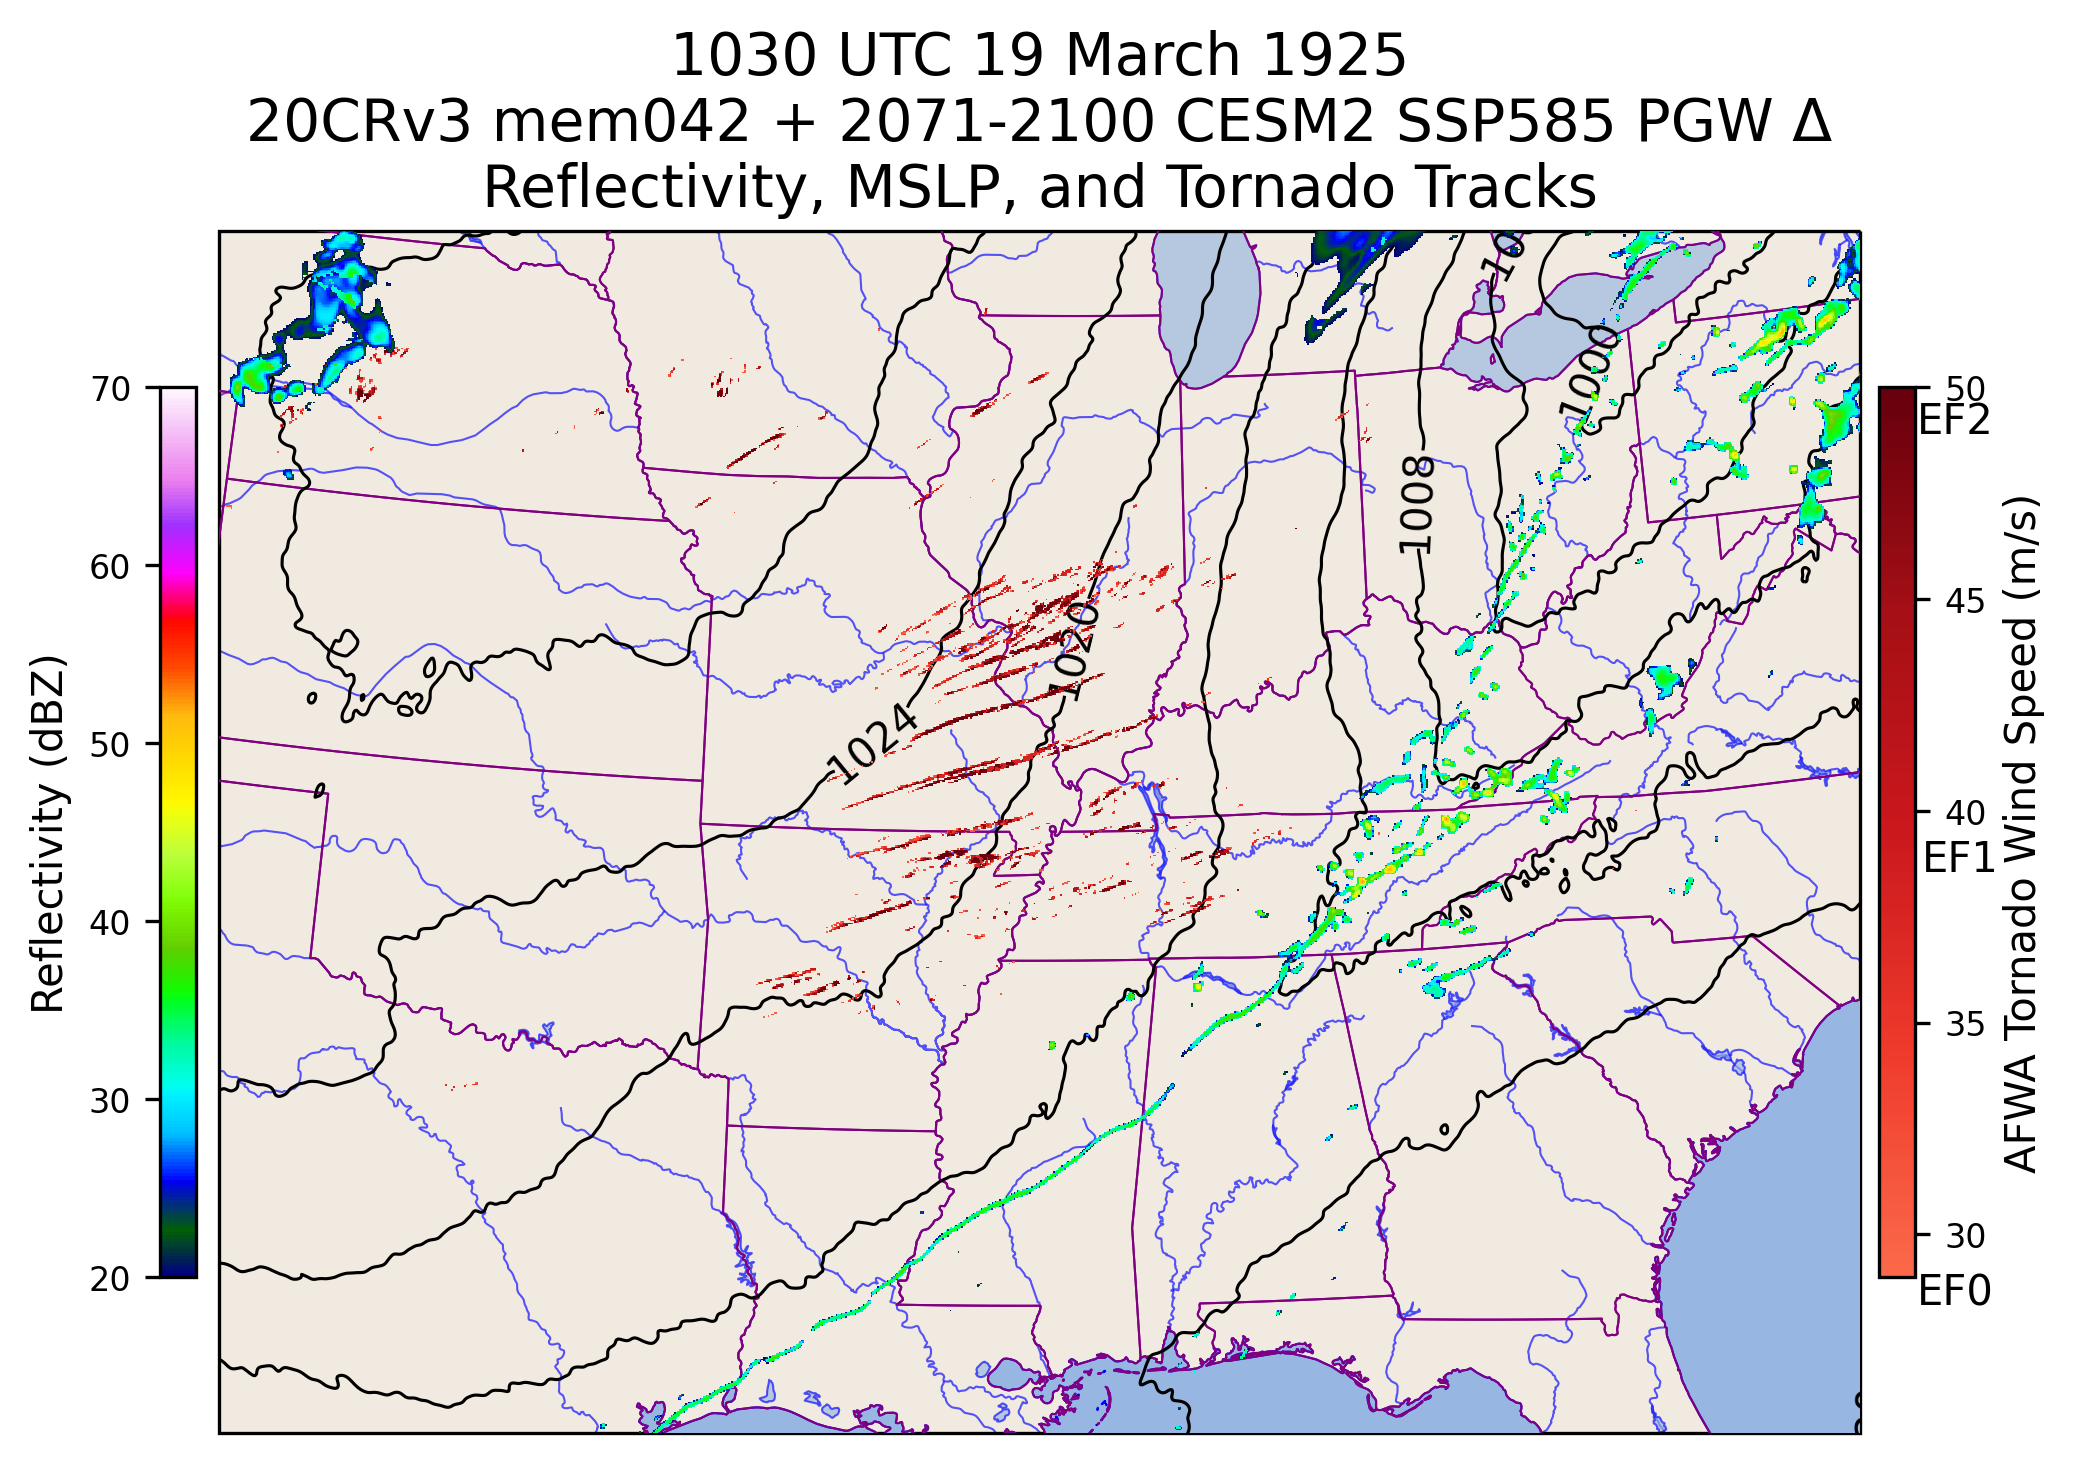 1030 UTC 19 March 1925
20CRv3 mem042 + 2071-2100 CESM2 SSP585 PGW Δ
Reflectivity, MSLP, and Tornado Tracks
70
60
50
40
30
20
Reflectivity (dBZ)
1000
1008
1020
1024
50
EF2
45
40
EF1
35
30
EF0
AFWA Tornado Wind Speed (m/s)